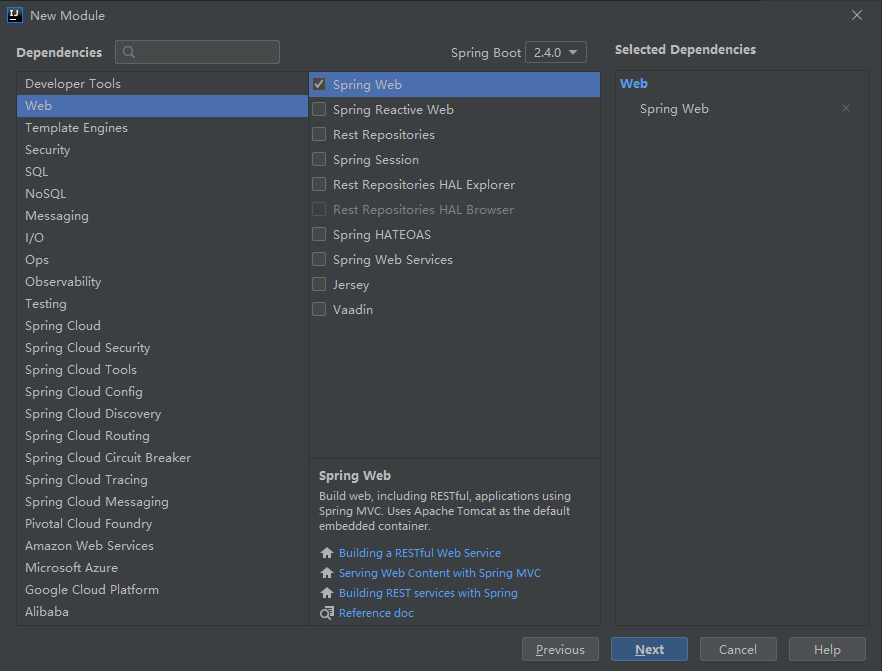 New Module
Dependencies
Spring Boot 2.4.0
Developer Tools
Web
Template Engines
Security
SQL
NoSQL
Messaging
I/O
Ops
Observability
Testing
Spring Cloud
Spring Cloud Security
Spring Cloud Tools
Spring Cloud Config
Spring Cloud Discovery
Spring Cloud Routing
Spring Cloud Circuit Breaker
Spring Cloud Tracing
Spring Cloud Messaging
Pivotal Cloud Foundry
Amazon Web Services
Microsoft Azure
Google Cloud Platform
Alibaba
Spring Web
Spring Reactive Web
Rest Repositories
Spring Session
Rest Repositories HAL Explorer
Rest Repositories HAL Browser
Spring HATEOAS
Spring Web Services
Jersey
Vaadin
Spring Web
Build web, including RESTful, applications using
Spring MVC. Uses Apache Tomcat as the default
embedded container.
Building a RESTful Web Service
Serving Web Content with Spring MVC
Building REST services with Spring
Reference doc
Selected Dependencies
Web
Spring Web
Previous
Next
Cancel
Help